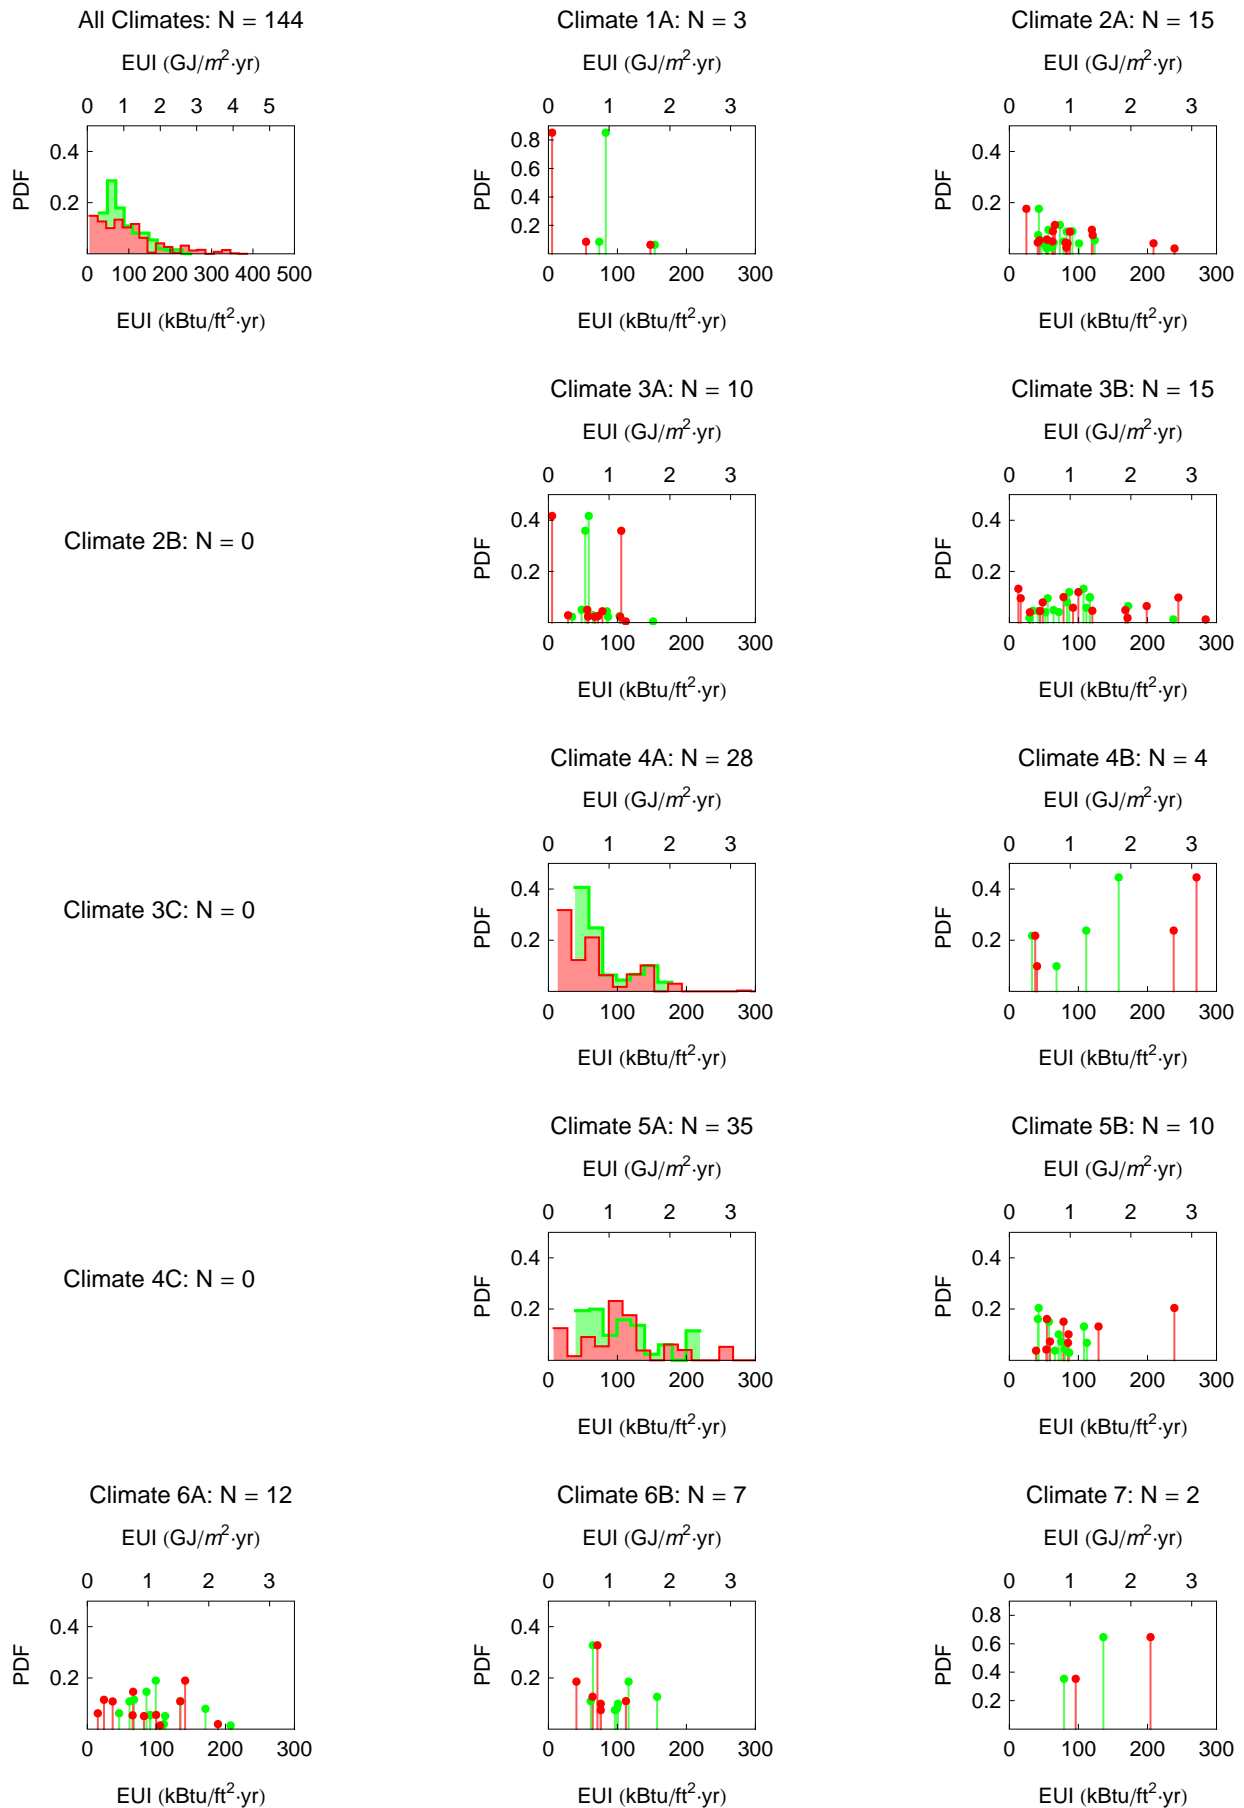 All Climates: N = 144
EUI (GJ/m²·yr)
0 1 2 3 4 5
0.4
0.2
PDF
0 100 200 300 400 500
EUI (kBtu/ft²·yr)
Climate 1A: N = 3
EUI (GJ/m²·yr)
0 1 2 3
0.8
0.6
0.4
0.2
PDF
0 100 200 300
EUI (kBtu/ft²·yr)
Climate 2A: N = 15
EUI (GJ/m²·yr)
0 1 2 3
0.4
0.2
PDF
0 100 200 300
EUI (kBtu/ft²·yr)
Climate 2B: N = 0
Climate 3A: N = 10
EUI (GJ/m²·yr)
0 1 2 3
0.4
0.2
PDF
0 100 200 300
EUI (kBtu/ft²·yr)
Climate 3B: N = 15
EUI (GJ/m²·yr)
0 1 2 3
0.4
0.2
PDF
0 100 200 300
EUI (kBtu/ft²·yr)
Climate 3C: N = 0
Climate 4A: N = 28
EUI (GJ/m²·yr)
0 1 2 3
0.4
0.2
PDF
0 100 200 300
EUI (kBtu/ft²·yr)
Climate 4B: N = 4
EUI (GJ/m²·yr)
0 1 2 3
0.4
0.2
PDF
0 100 200 300
EUI (kBtu/ft²·yr)
Climate 4C: N = 0
Climate 5A: N = 35
EUI (GJ/m²·yr)
0 1 2 3
0.4
0.2
PDF
0 100 200 300
EUI (kBtu/ft²·yr)
Climate 5B: N = 10
EUI (GJ/m²·yr)
0 1 2 3
0.4
0.2
PDF
0 100 200 300
EUI (kBtu/ft²·yr)
Climate 6A: N = 12
EUI (GJ/m²·yr)
0 1 2 3
0.4
0.2
PDF
0 100 200 300
EUI (kBtu/ft²·yr)
Climate 6B: N = 7
EUI (GJ/m²·yr)
0 1 2 3
0.4
0.2
PDF
0 100 200 300
EUI (kBtu/ft²·yr)
Climate 7: N = 2
EUI (GJ/m²·yr)
0 1 2 3
0.8
0.6
0.4
0.2
PDF
0 100 200 300
EUI (kBtu/ft²·yr)